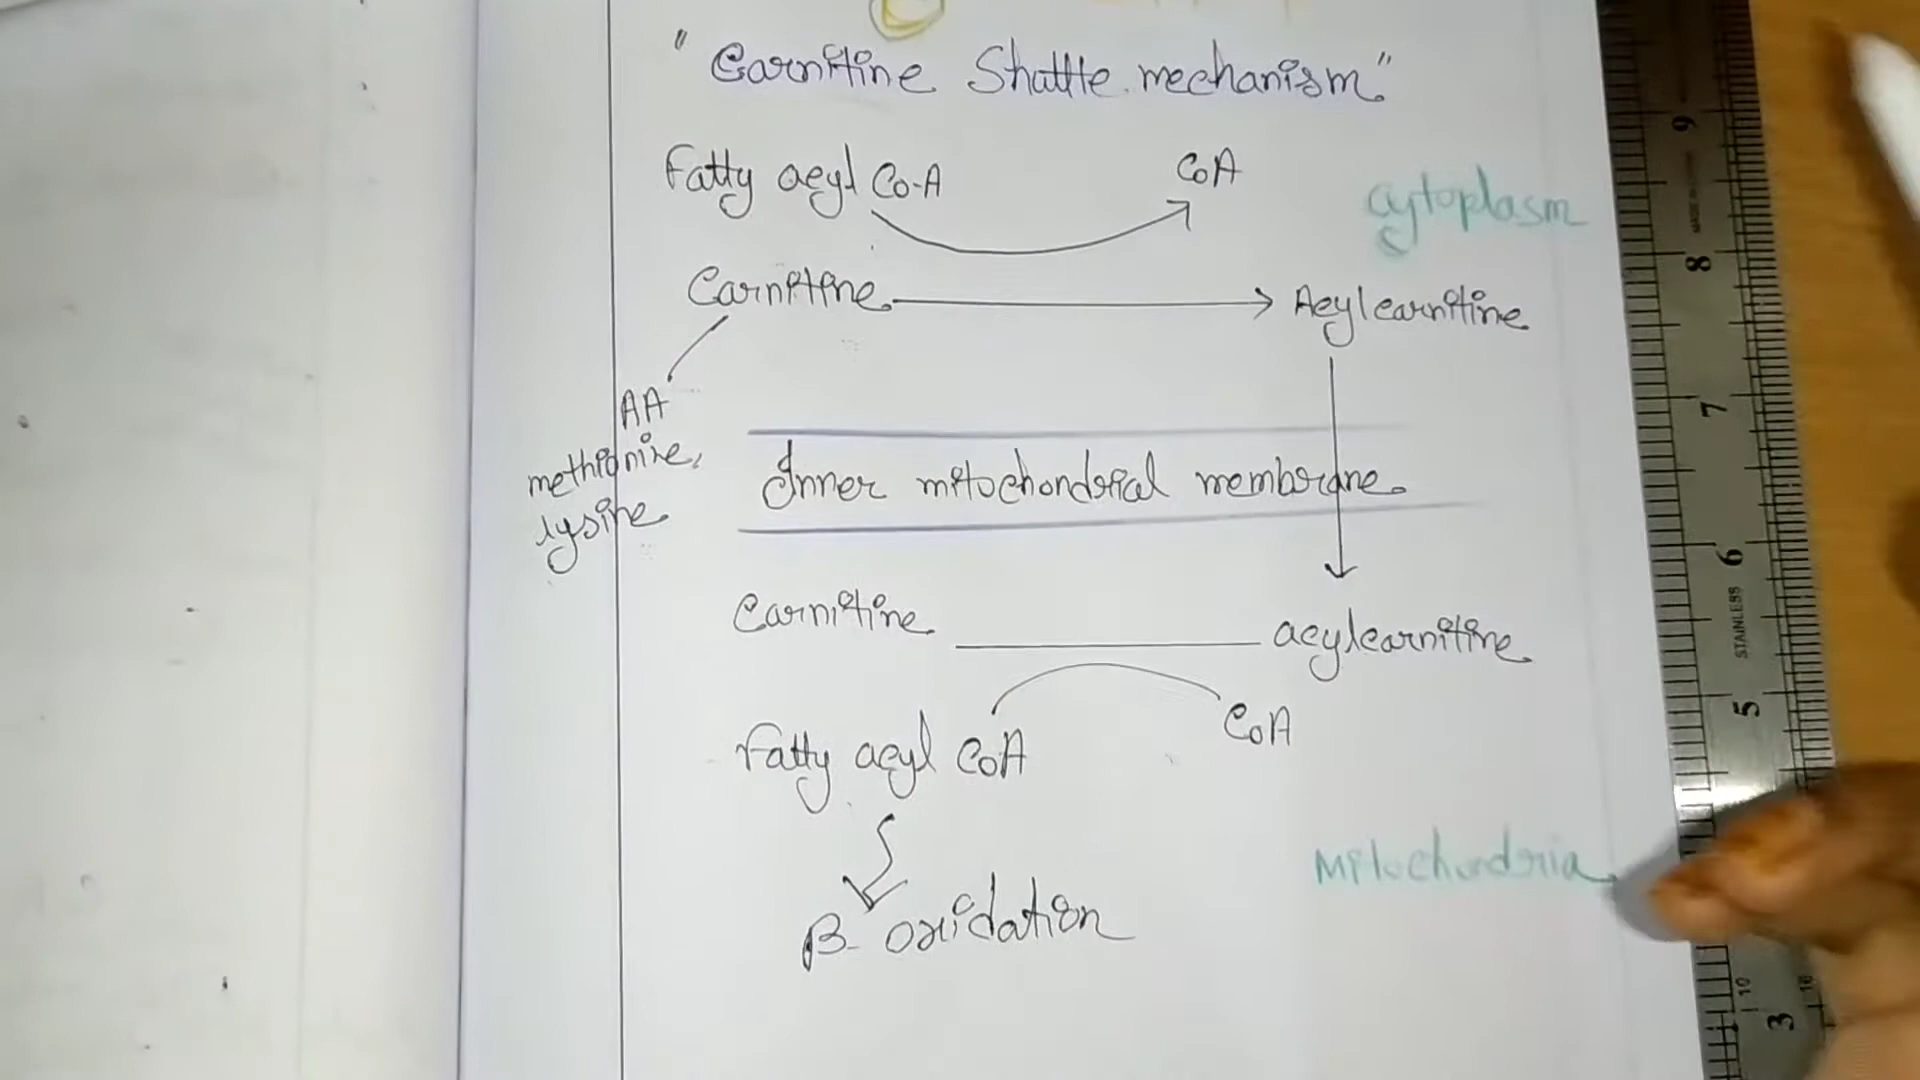 "Carnitine Shuttle mechanism"
Fatty acyl Co-A
CoA
cytoplasm
Carnitine
Acylcarnitine
AA
methionine,
lysine
Inner mitochondrial membrane
Carnitine
acylcarnitine
Fatty acyl CoA
CoA
Mitochondria
β- oxidation
9
8
7
6
STAINLESS
5
10
3